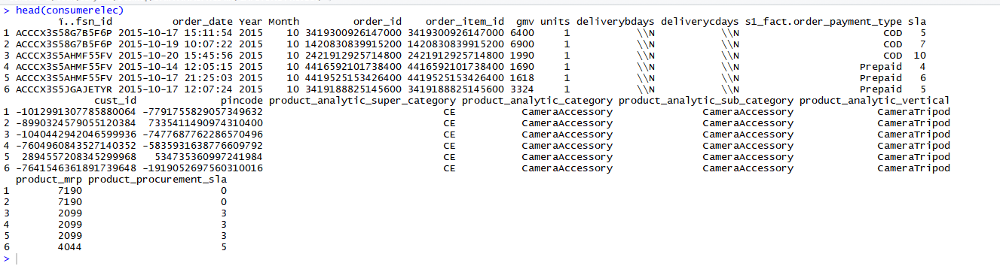 > head(consumerelec)
ï..fsn_id order_date Year Month order_id order_item_id gmv units deliverybdays deliverycdays s1_fact.order_payment_type sla
1 ACCCX3S58G7B5F6P 2015-10-17 15:11:54 2015 10 3419300926147000 3419300926147000 6400 1 \\N \\N COD 5
2 ACCCX3S58G7B5F6P 2015-10-19 10:07:22 2015 10 1420830839915200 1420830839915200 6900 1 \\N \\N COD 7
3 ACCCX3S5AHMF55FV 2015-10-20 15:45:56 2015 10 2421912925714800 2421912925714800 1990 1 \\N \\N COD 10
4 ACCCX3S5AHMF55FV 2015-10-14 12:05:15 2015 10 4416592101738400 4416592101738400 1690 1 \\N \\N Prepaid 4
5 ACCCX3S5AHMF55FV 2015-10-17 21:25:03 2015 10 4419525153426400 4419525153426400 1618 1 \\N \\N Prepaid 6
6 ACCCX3S5JGAJETYR 2015-10-17 12:07:24 2015 10 3419188825145600 3419188825145600 3324 1 \\N \\N Prepaid 5
cust_id pincode product_analytic_super_category product_analytic_category product_analytic_sub_category product_analytic_vertical
1 -1012991307785880064 -7791755829057349632 CE CameraAccessory CameraAccessory CameraTripod
2 -8990324579055120384 7335411490974310400 CE CameraAccessory CameraAccessory CameraTripod
3 -1040442942046599936 -7477687762286570496 CE CameraAccessory CameraAccessory CameraTripod
4 -7604960843527140352 -5835931638776609792 CE CameraAccessory CameraAccessory CameraTripod
5 2894557208345299968 534735360997241984 CE CameraAccessory CameraAccessory CameraTripod
6 -7641546361891739648 -1919052697560310016 CE CameraAccessory CameraAccessory CameraTripod
product_mrp product_procurement_sla
1 7190 0
2 7190 0
3 2099 3
4 2099 3
5 2099 3
6 4044 5
>